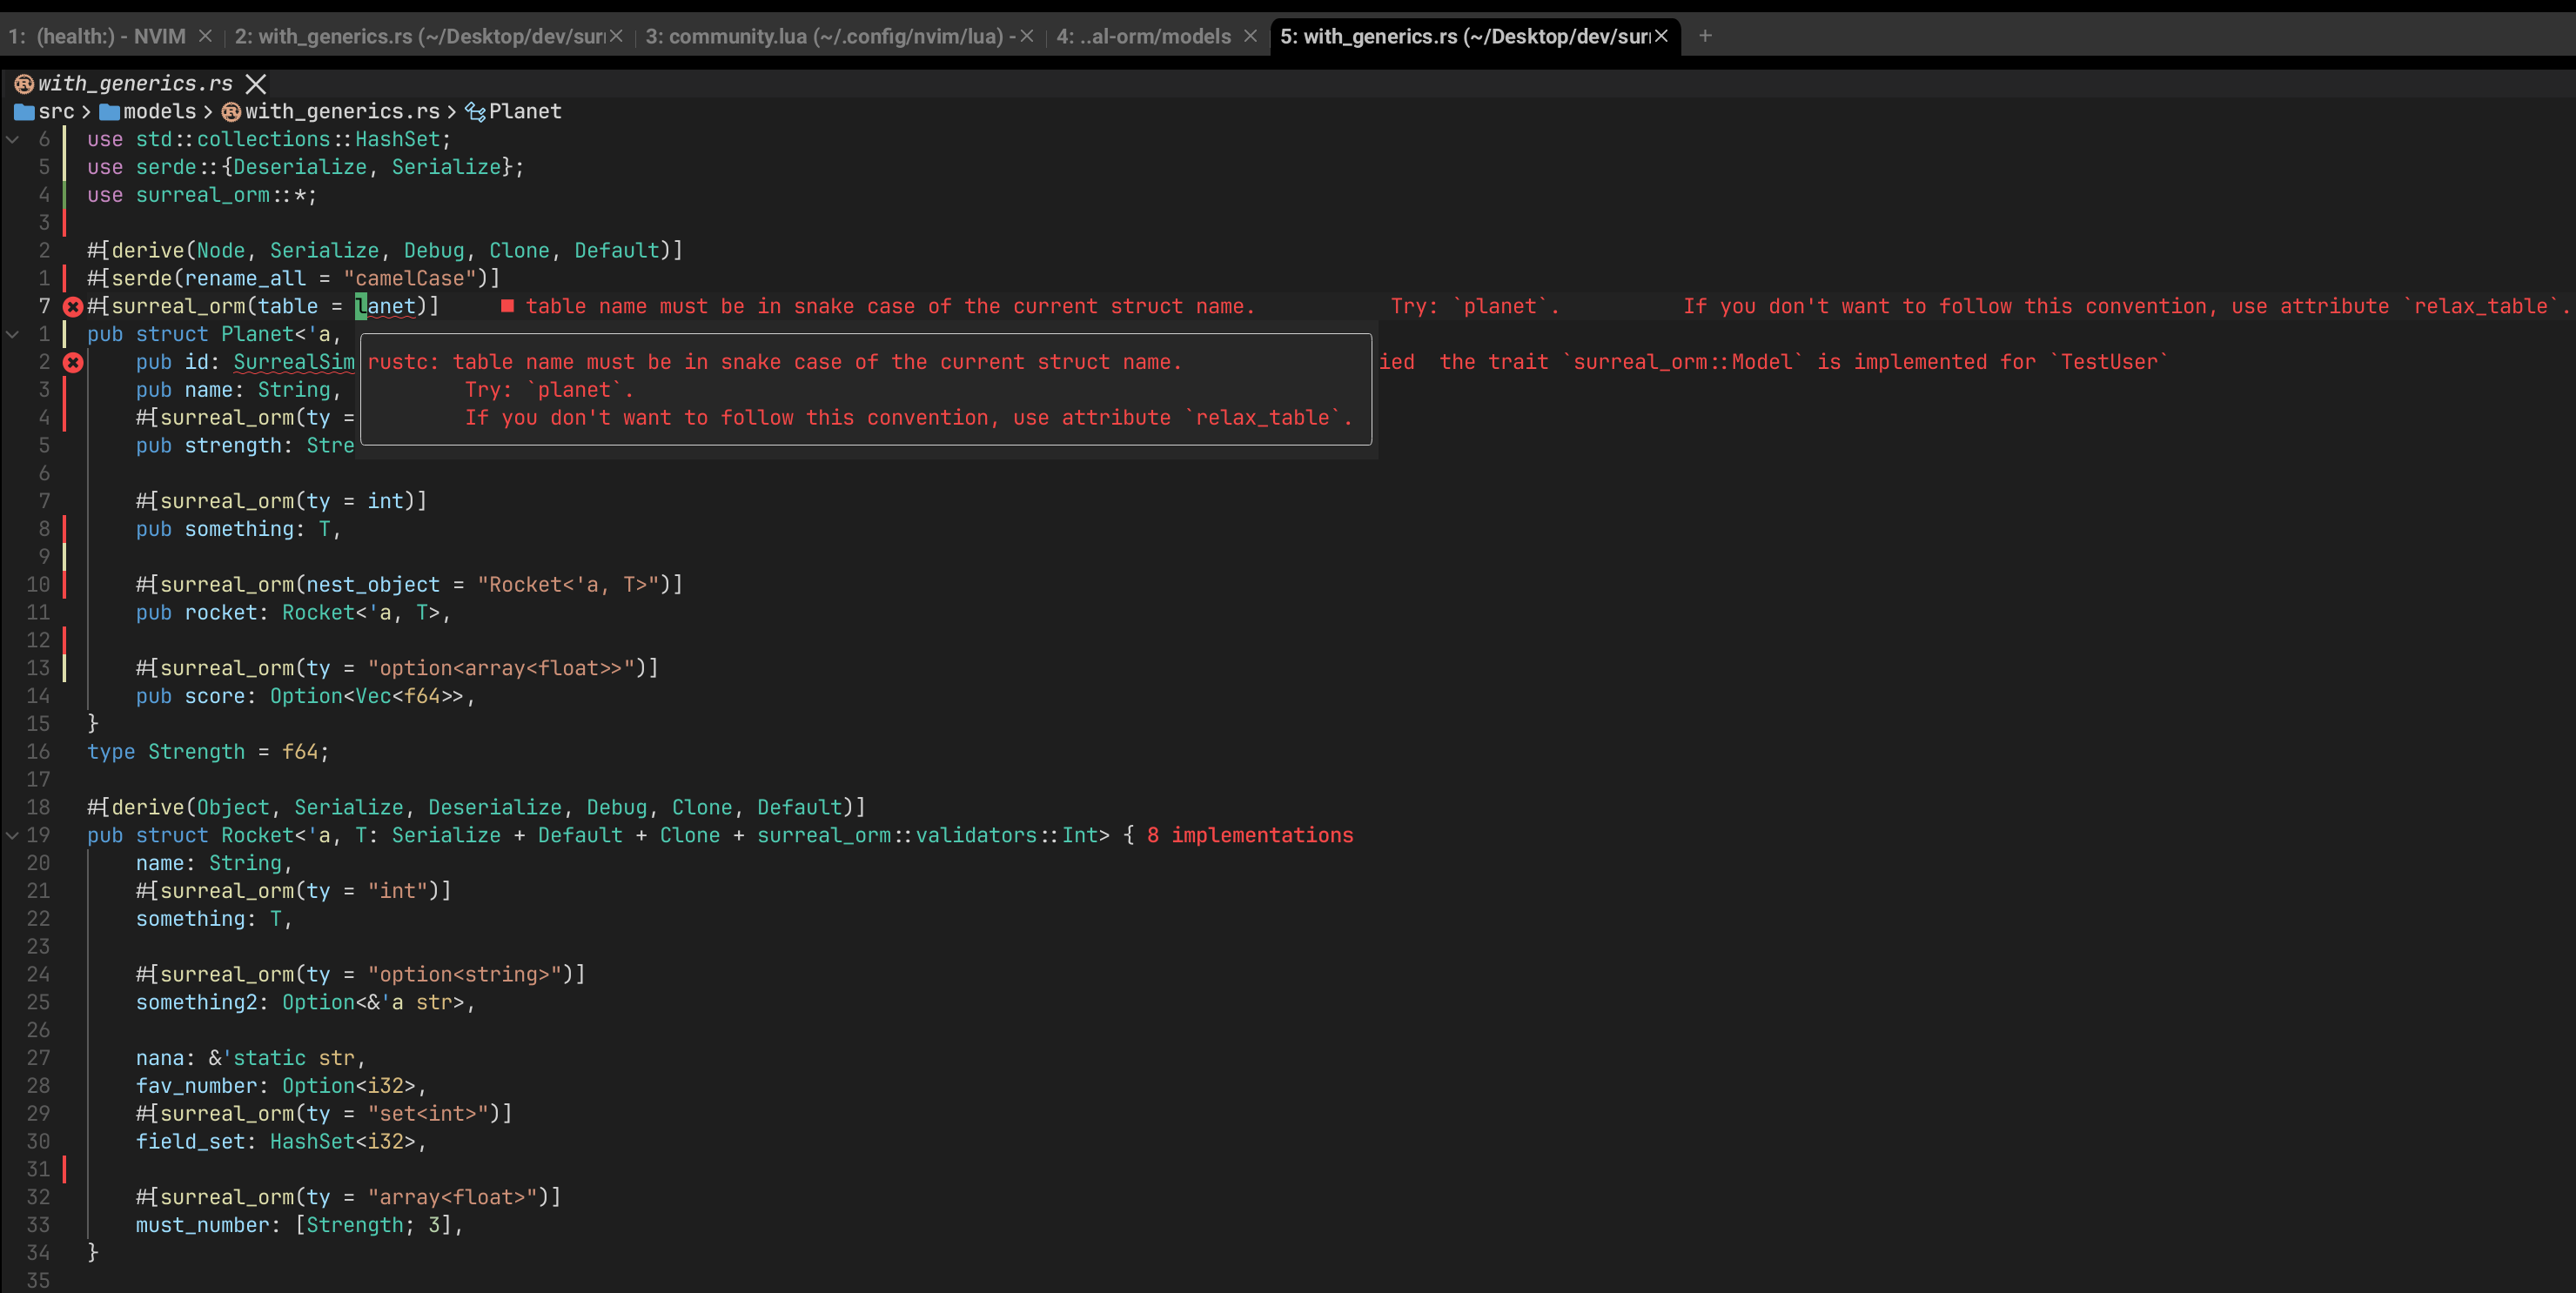 1: (health:) - NVIM × 2: with_generics.rs (~/Desktop/dev/surr × 3: community.lua (~/.config/nvim/lua) - × 4: ..al-orm/models × 5: with_generics.rs (~/Desktop/dev/surr × +
with_generics.rs ×
src > models > with_generics.rs > Planet
6 use std::collections::HashSet;
5 use serde::{Deserialize, Serialize};
4 use surreal_orm::*;
3
2 #[derive(Node, Serialize, Debug, Clone, Default)]
1 #[serde(rename_all = "camelCase")]
7 #[surreal_orm(table = lanet)] ■ table name must be in snake case of the current struct name. Try: `planet`. If you don't want to follow this convention, use attribute `relax_table`.
1 pub struct Planet<'a,
2 pub id: SurrealSim
rustc: table name must be in snake case of the current struct name.
ied the trait `surreal_orm::Model` is implemented for `TestUser`
3 pub name: String,
Try: `planet`.
4 #[surreal_orm(ty =
If you don't want to follow this convention, use attribute `relax_table`.
5 pub strength: Stre
6
7 #[surreal_orm(ty = int)]
8 pub something: T,
9
10 #[surreal_orm(nest_object = "Rocket<'a, T>")]
11 pub rocket: Rocket<'a, T>,
12
13 #[surreal_orm(ty = "option<array<float>>")]
14 pub score: Option<Vec<f64>>,
15 }
16 type Strength = f64;
17
18 #[derive(Object, Serialize, Deserialize, Debug, Clone, Default)]
19 pub struct Rocket<'a, T: Serialize + Default + Clone + surreal_orm::validators::Int> { 8 implementations
20 name: String,
21 #[surreal_orm(ty = "int")]
22 something: T,
23
24 #[surreal_orm(ty = "option<string>")]
25 something2: Option<&'a str>,
26
27 nana: &'static str,
28 fav_number: Option<i32>,
29 #[surreal_orm(ty = "set<int>")]
30 field_set: HashSet<i32>,
31
32 #[surreal_orm(ty = "array<float>")]
33 must_number: [Strength; 3],
34 }
35